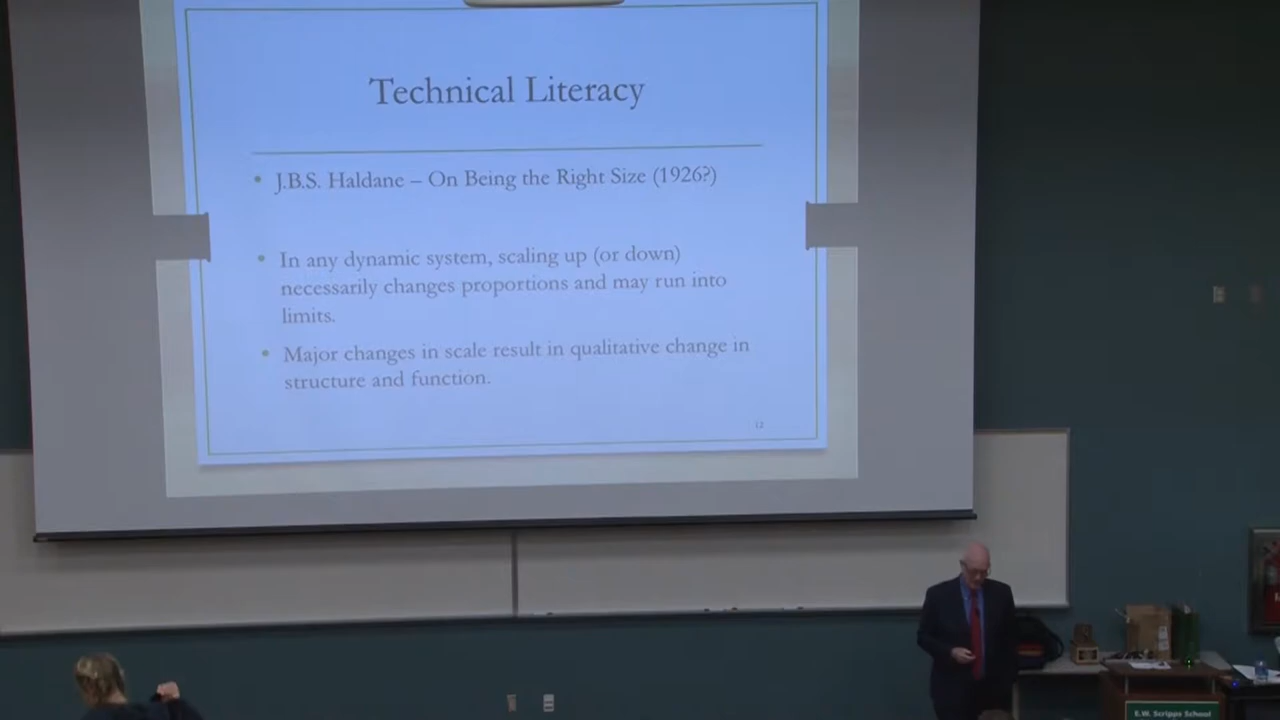 Technical Literacy
• J.B.S. Haldane – On Being the Right Size (1926?)
• In any dynamic system, scaling up (or down)
necessarily changes proportions and may run into
limits.
• Major changes in scale result in qualitative change in
structure and function.
12
E.W. Scripps School